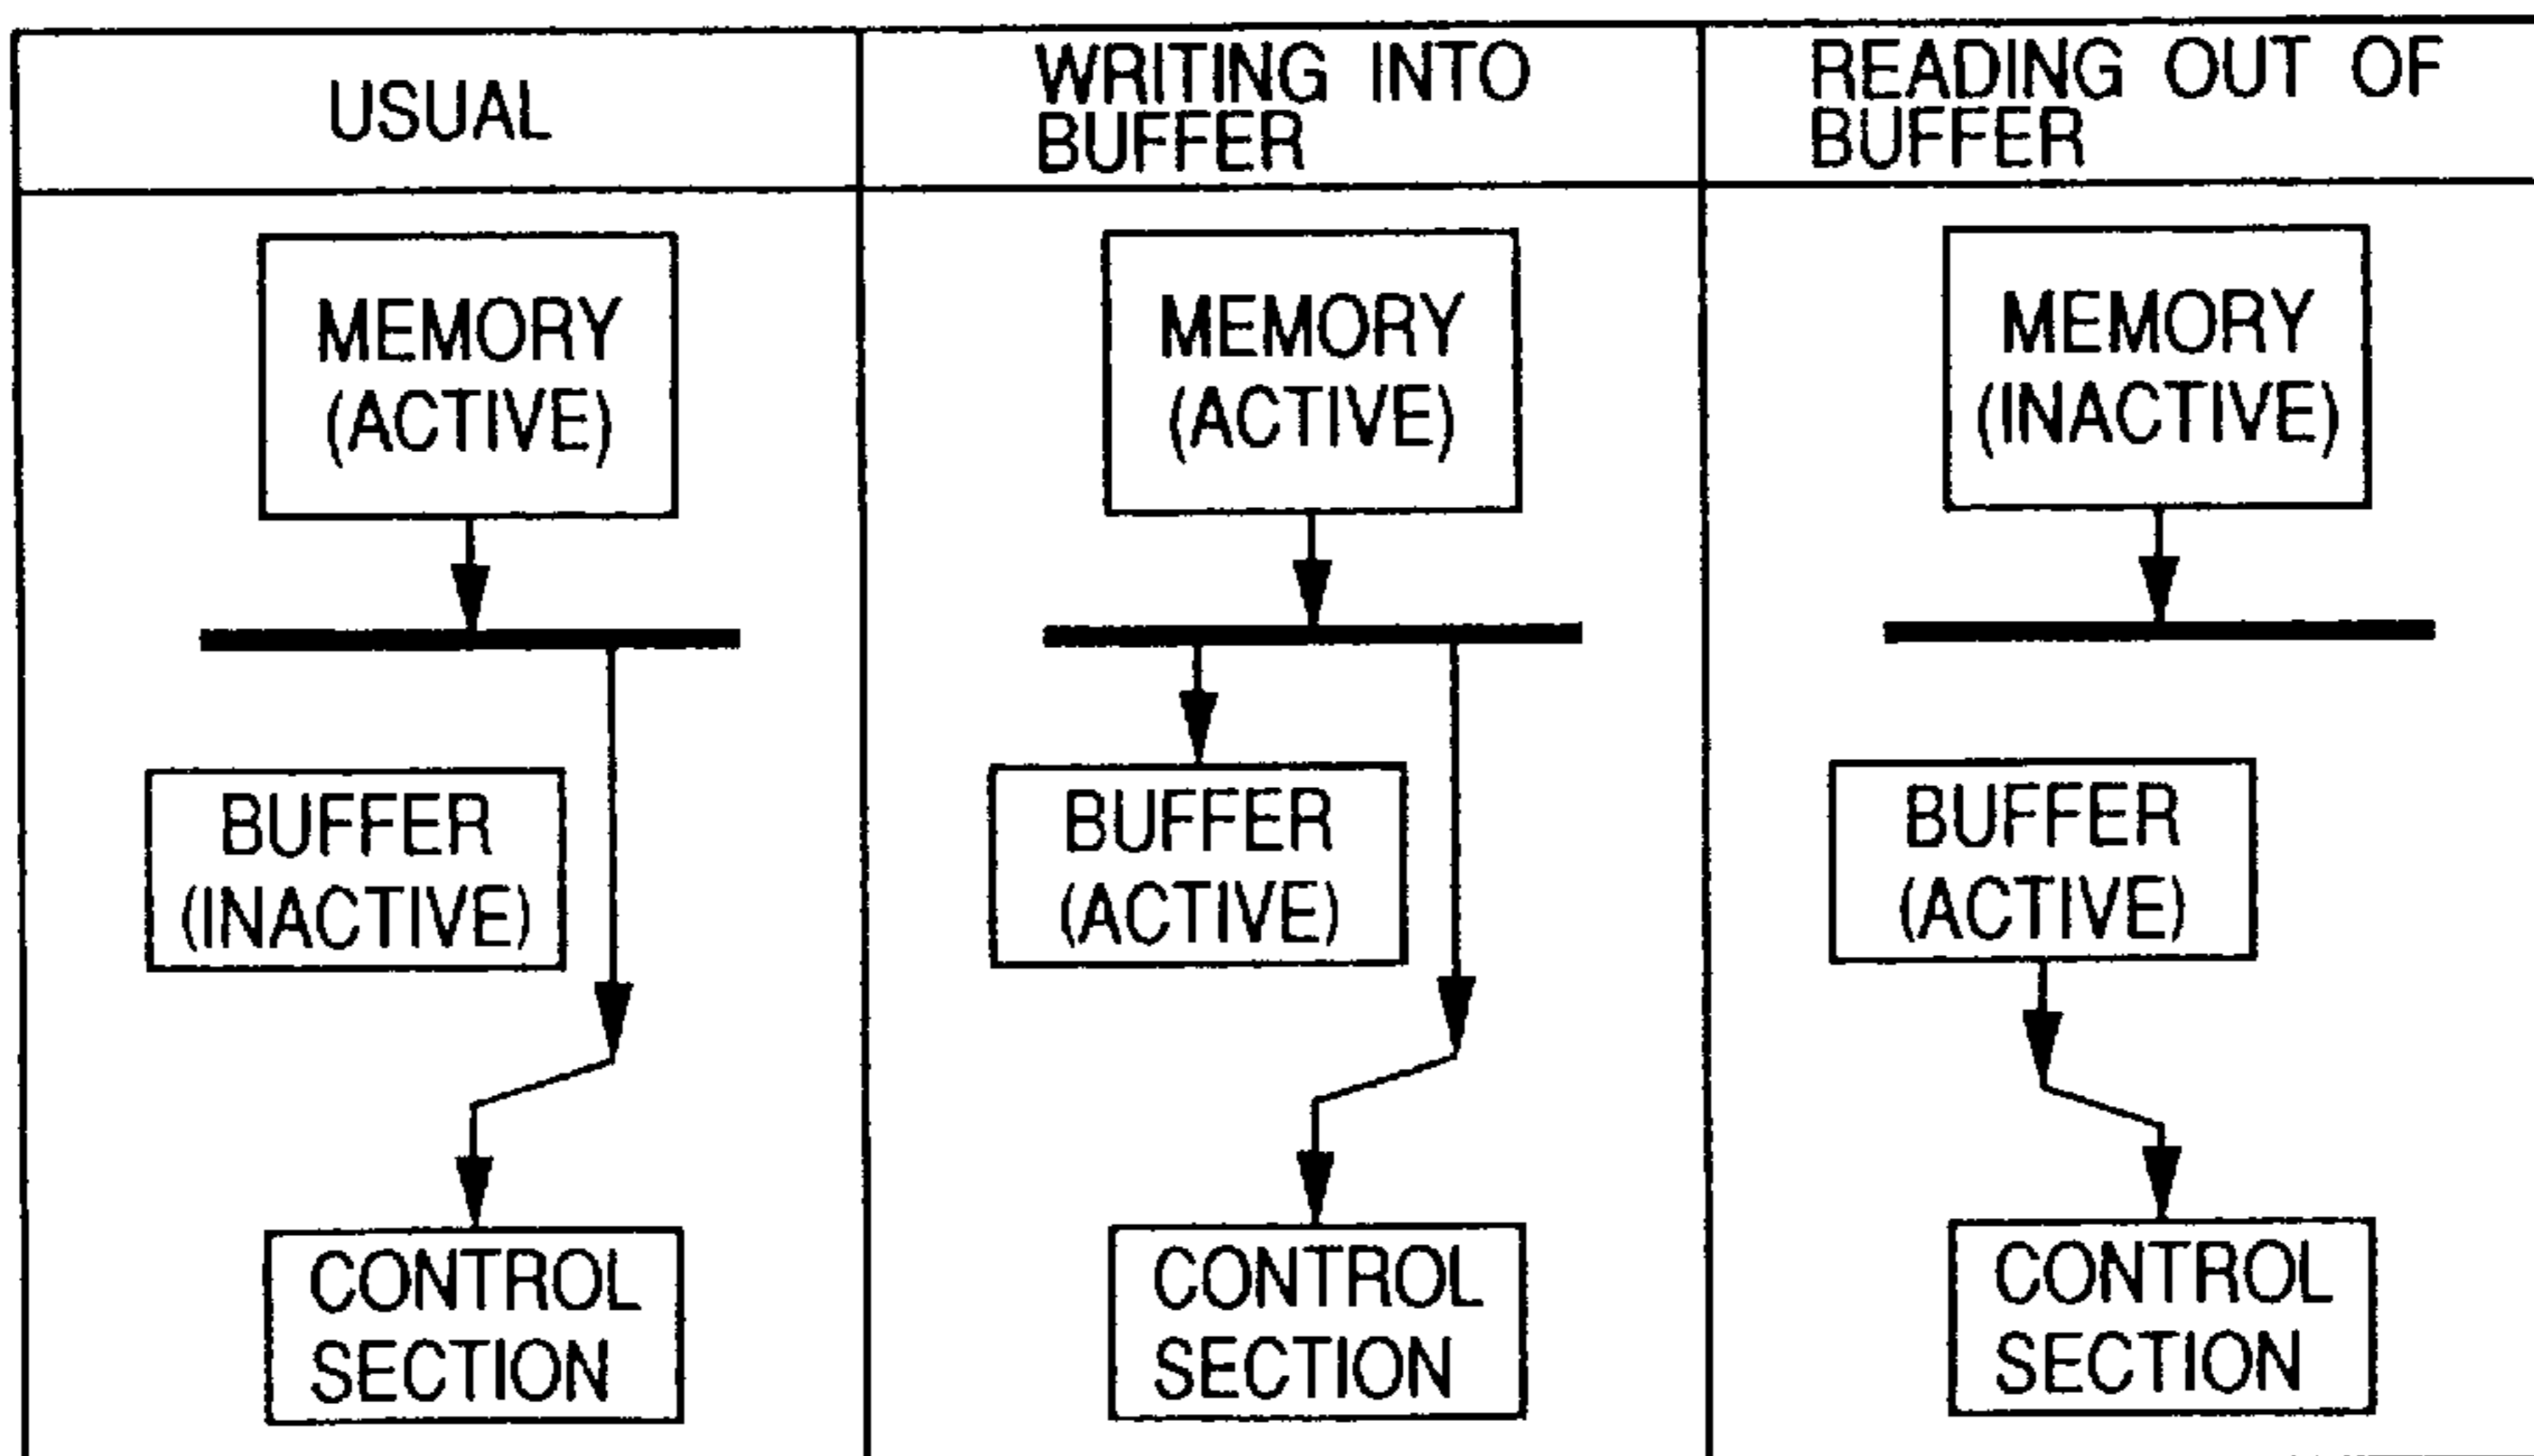 USUAL
WRITING INTO
BUFFER
READING OUT OF
BUFFER
MEMORY
(ACTIVE)
MEMORY
(ACTIVE)
MEMORY
(INACTIVE)
BUFFER
(INACTIVE)
BUFFER
(ACTIVE)
BUFFER
(ACTIVE)
CONTROL
SECTION
CONTROL
SECTION
CONTROL
SECTION